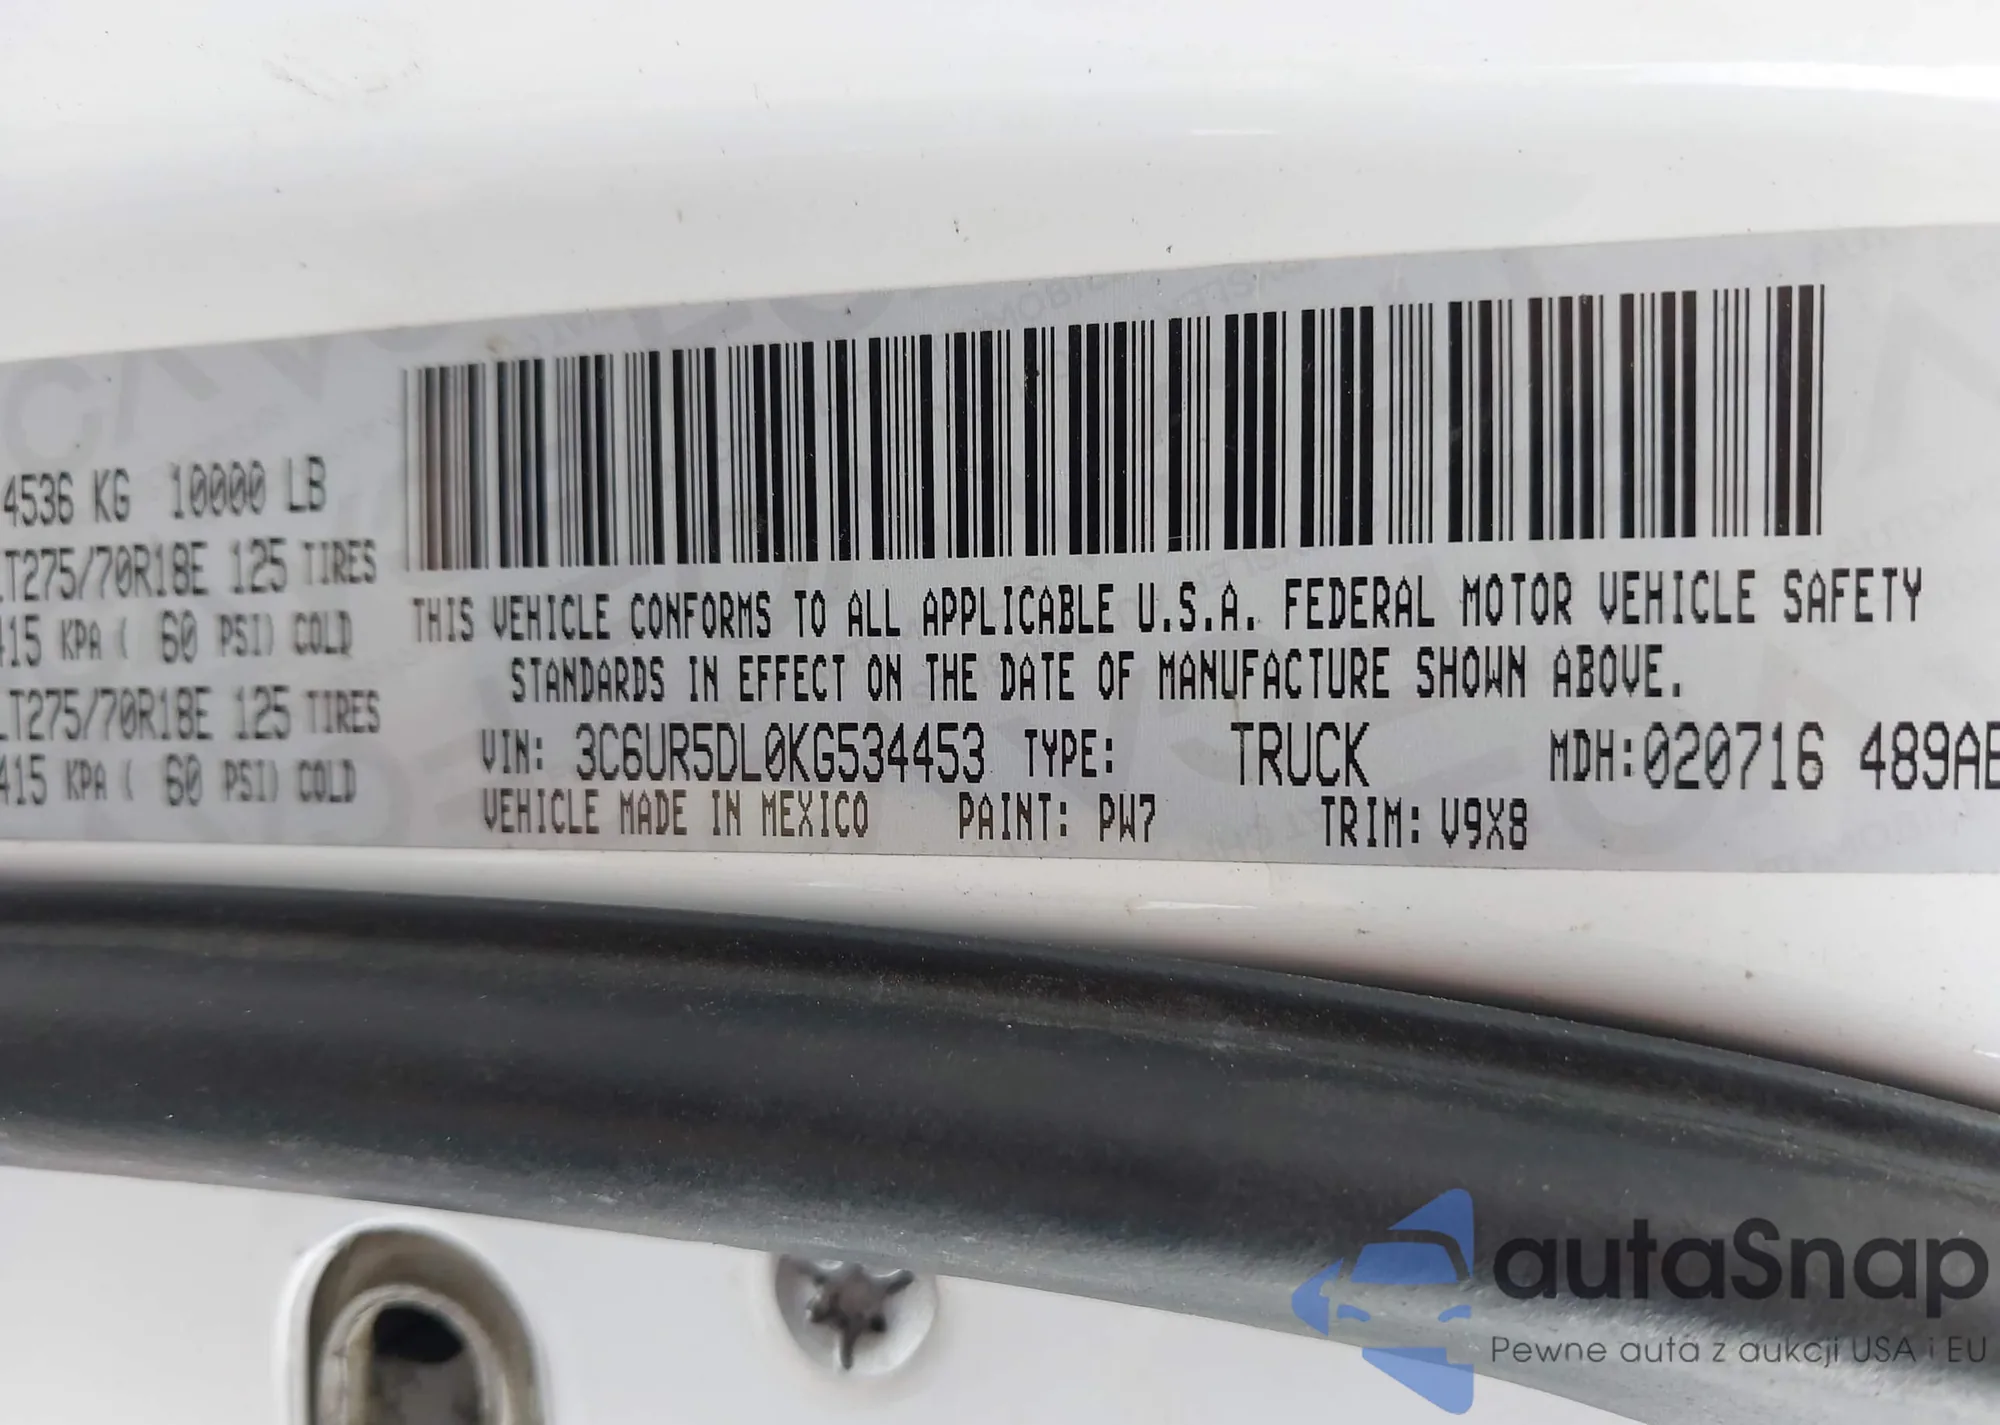 4536 KG 10000 LB
LT275/70R18E 125 TIRES
415 KPA ( 60 PSI) COLD
LT275/70R18E 125 TIRES
415 KPA ( 60 PSI) COLD
THIS VEHICLE CONFORMS TO ALL APPLICABLE U.S.A. FEDERAL MOTOR VEHICLE SAFETY
STANDARDS IN EFFECT ON THE DATE OF MANUFACTURE SHOWN ABOVE.
VIN: 3C6UR5DL0KG534453 TYPE: TRUCK MDH:020716 489AE
VEHICLE MADE IN MEXICO PAINT: PW7 TRIM: V9X8
autaSnap
Pewne auta z aukcji USA i EU